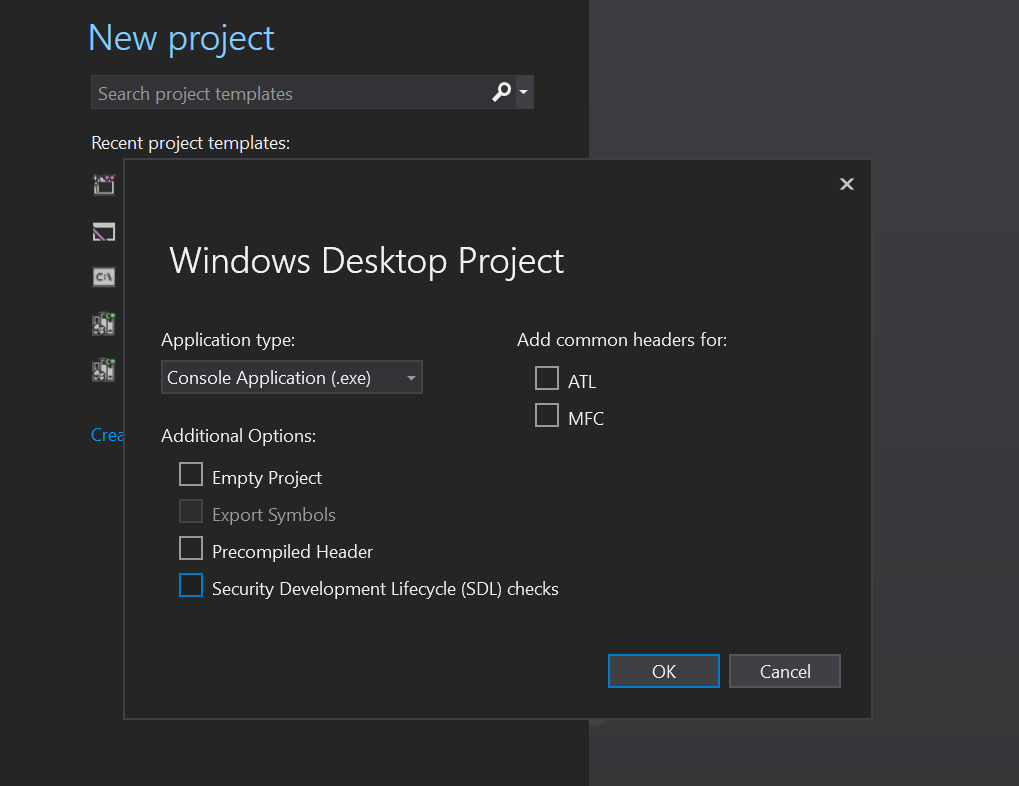 New project
Search project templates
Recent project templates:
C:\
Crea
Windows Desktop Project
Application type:
Console Application (.exe)
Additional Options:
Empty Project
Export Symbols
Precompiled Header
Security Development Lifecycle (SDL) checks
Add common headers for:
ATL
MFC
OK
Cancel